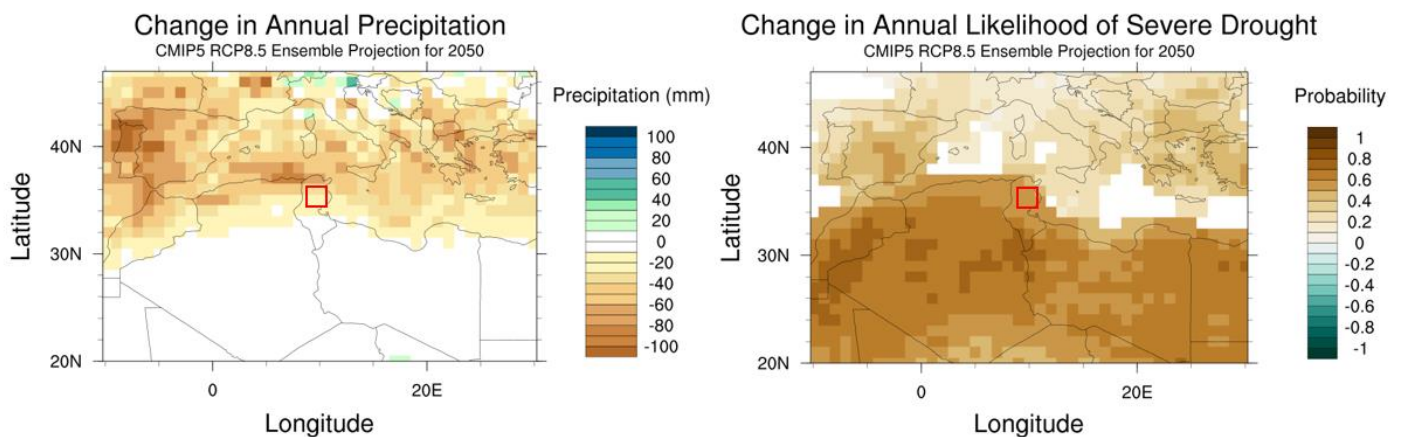 Change in Annual Precipitation
CMIP5 RCP8.5 Ensemble Projection for 2050
Precipitation (mm)
100
80
60
40
20
0
-20
-40
-60
-80
-100
Latitude
40N
30N
20N
0
20E
Longitude
Change in Annual Likelihood of Severe Drought
CMIP5 RCP8.5 Ensemble Projection for 2050
Probability
1
0.8
0.6
0.4
0.2
0
-0.2
-0.4
-0.6
-0.8
-1
Latitude
40N
30N
20N
0
20E
Longitude